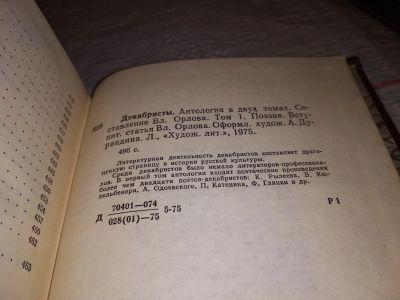 Декабристы. Антология в двух томах. Со-
ставление Вл. Орлова. Том 1. Поэзия. Всту-
пит. статья Вл. Орлова. Оформл. худож. А. Ду-
рандина. Л., «Худож. лит.», 1975.
496 с.
Литературная деятельность декабристов составляет драго-
ценную страницу в истории русской культуры.
Среди декабристов было немало литераторов-профессиона-
лов. В первый том антологии входят поэтические произведения
более чем двадцати поэтов-декабристов: К. Рылеева, В. Кю-
хельбекера, А. Одоевского, П. Катенина, Ф. Глинки и др.
Д 70401—074
028(01)—75 5-75
Р 1
452
453